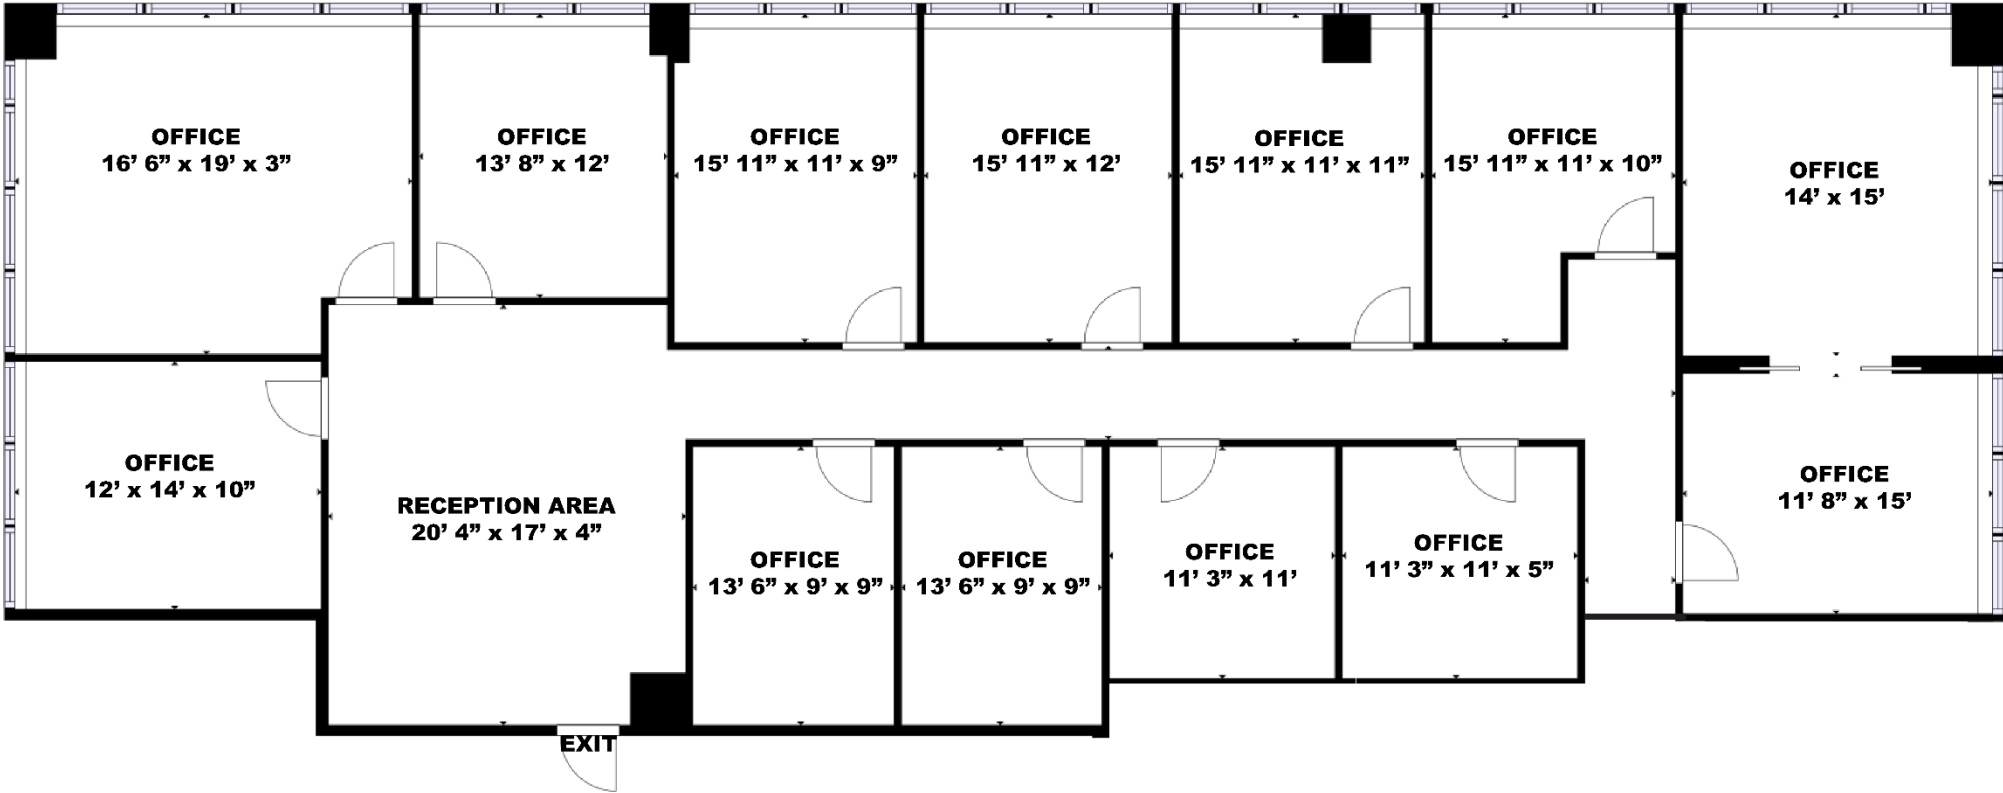 OFFICE
16’ 6” x 19’ x 3”
OFFICE
13’ 8” x 12’
OFFICE
15’ 11” x 11’ x 9”
OFFICE
15’ 11” x 12’
OFFICE
15’ 11” x 11’ x 11”
OFFICE
15’ 11” x 11’ x 10”
OFFICE
14’ x 15’
OFFICE
12’ x 14’ x 10”
RECEPTION AREA
20’ 4” x 17’ x 4”
OFFICE
13’ 6” x 9’ x 9”
OFFICE
13’ 6” x 9’ x 9”
OFFICE
11’ 3” x 11’
OFFICE
11’ 3” x 11’ x 5”
OFFICE
11’ 8” x 15’
EXIT